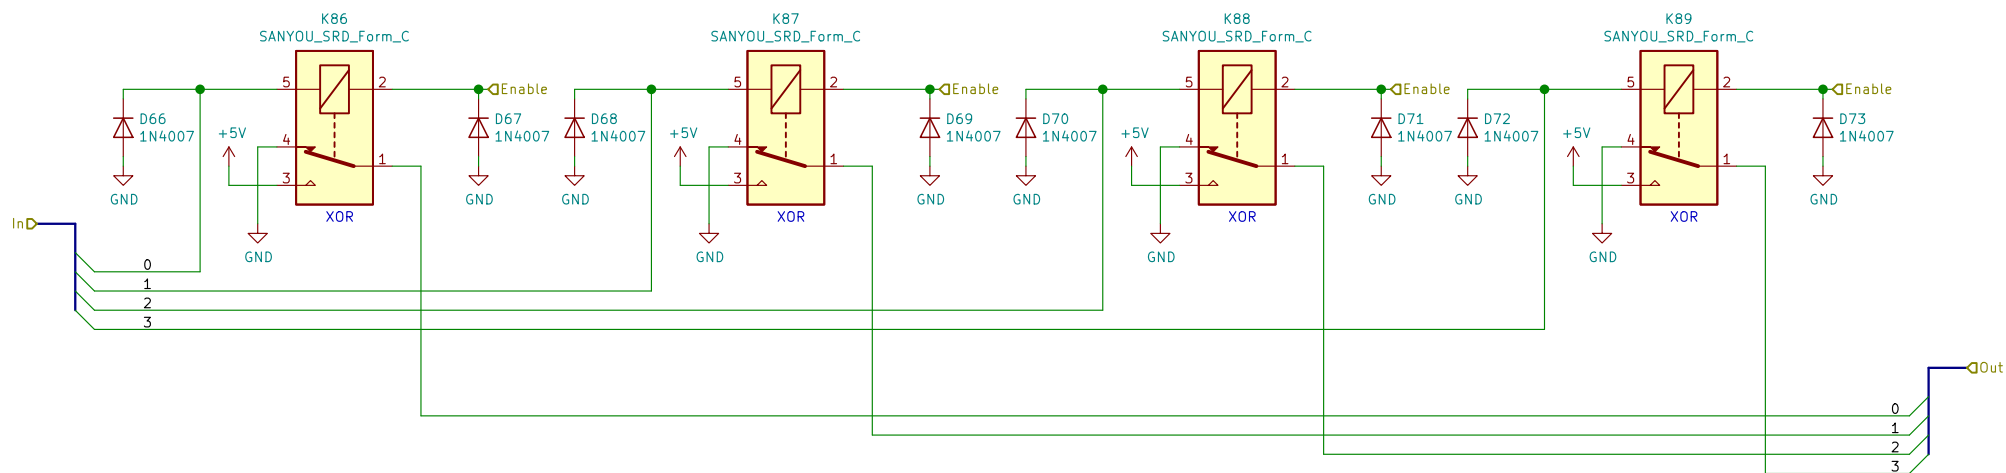 K86
SANYOU_SRD_Form_C
K87
SANYOU_SRD_Form_C
K88
SANYOU_SRD_Form_C
K89
SANYOU_SRD_Form_C
5
2
Enable
5
2
Enable
5
2
Enable
5
2
Enable
D66
1N4007
+5V
4
1
3
D67
1N4007
D68
1N4007
+5V
4
1
3
D69
1N4007
D70
1N4007
+5V
4
1
3
D71
1N4007
D72
1N4007
+5V
4
1
3
D73
1N4007
GND
GND
GND
GND
GND
GND
GND
GND
In
XOR
XOR
XOR
XOR
GND
GND
GND
GND
0
1
2
3
Out
0
1
2
3